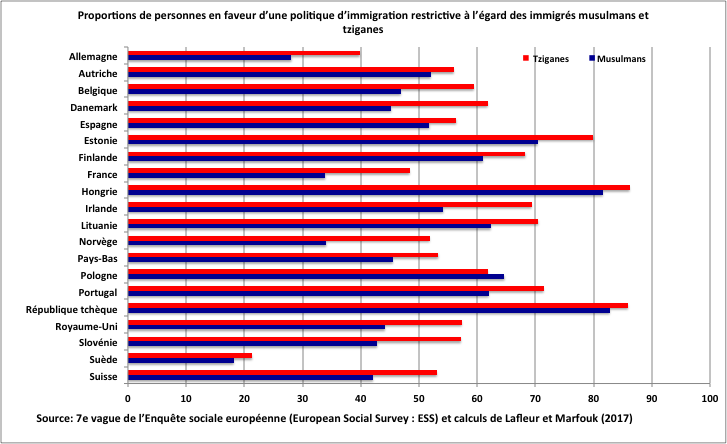 Proportions de personnes en faveur d’une politique d’immigration restrictive à l’égard des immigrés musulmans et
tziganes
Tziganes Musulmans
Allemagne
Autriche
Belgique
Danemark
Espagne
Estonie
Finlande
France
Hongrie
Irlande
Lituanie
Norvège
Pays-Bas
Pologne
Portugal
République tchèque
Royaume-Uni
Slovénie
Suède
Suisse
0 10 20 30 40 50 60 70 80 90 100
Source: 7e vague de l’Enquête sociale européenne (European Social Survey : ESS) et calculs de Lafleur et Marfouk (2017)